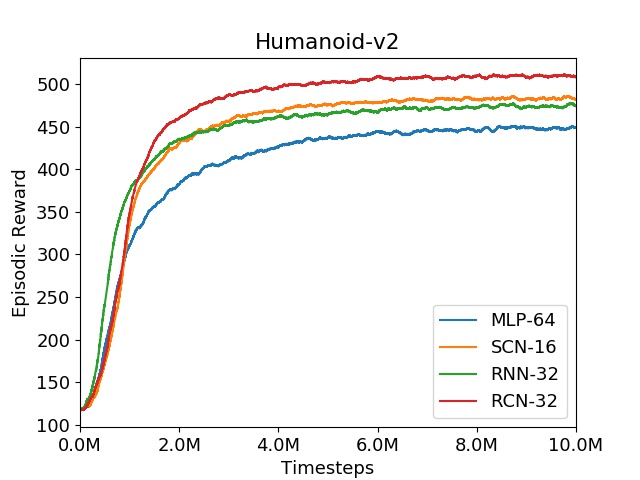 Humanoid-v2
Episodic Reward
500
450
400
350
300
250
200
150
100
0.0M 2.0M 4.0M 6.0M 8.0M 10.0M
Timesteps
MLP-64
SCN-16
RNN-32
RCN-32